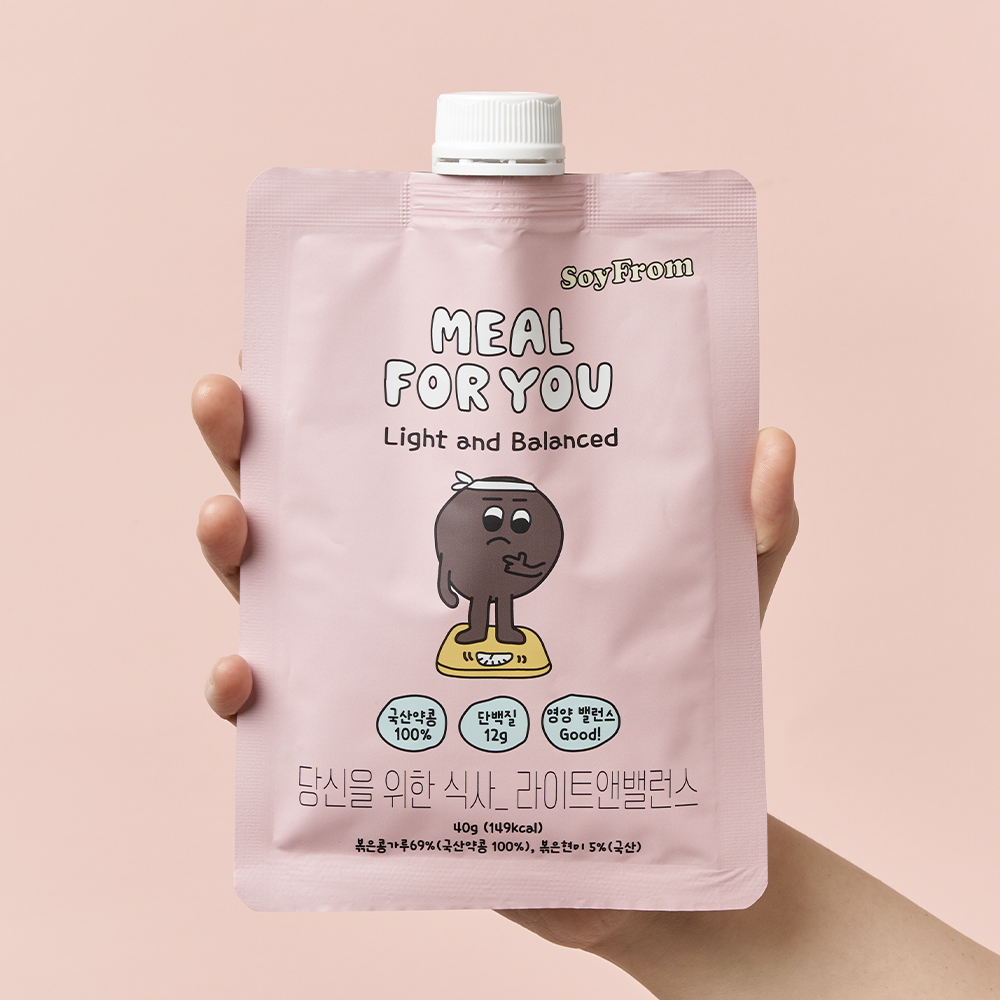 SoyFrom
MEAL
FOR YOU
Light and Balanced
국산약콩
100%
단백질
12g
영양 밸런스
Good!
당신을 위한 식사_ 라이트앤밸런스
40g (149kcal)
볶은콩가루69%(국산약콩 100%), 볶은현미 5%(국산)